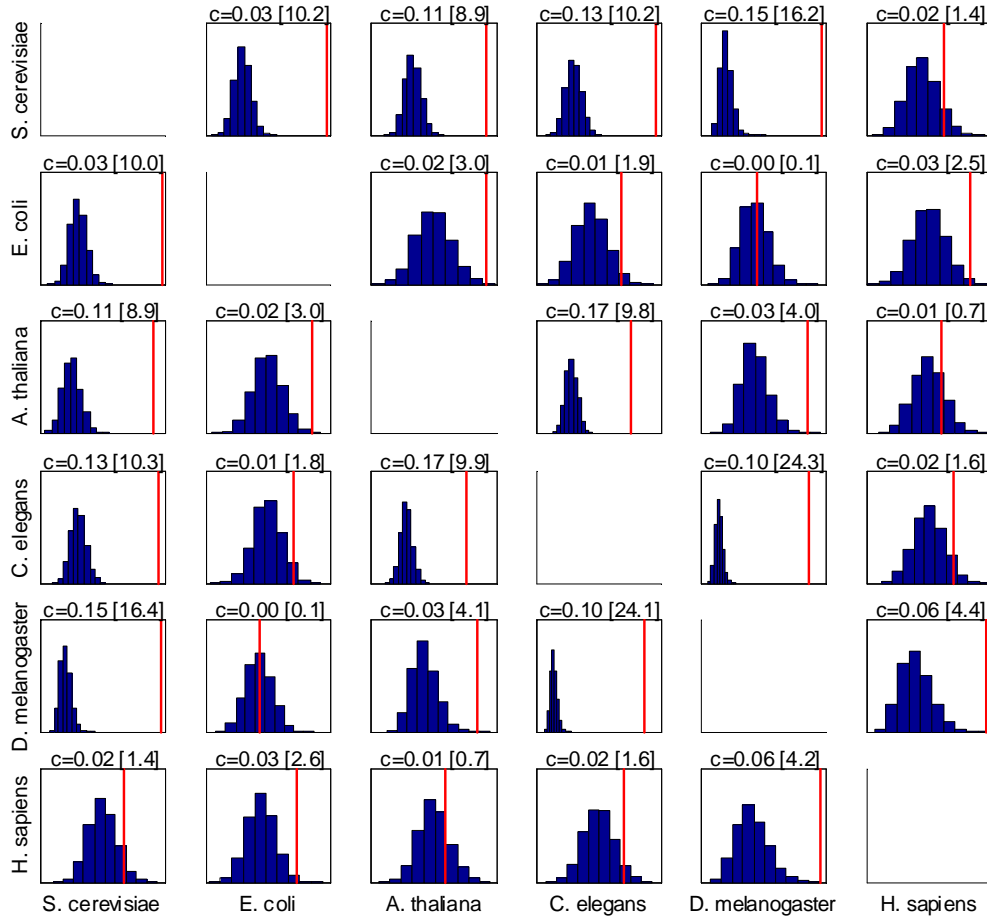 c=0.03 [10.2] c=0.11 [8.9] c=0.13 [10.2] c=0.15 [16.2] c=0.02 [1.4]
S. cerevisiae
c=0.03 [10.0] c=0.02 [3.0] c=0.01 [1.9] c=0.00 [0.1] c=0.03 [2.5]
E. coli
c=0.11 [8.9] c=0.02 [3.0] c=0.17 [9.8] c=0.03 [4.0] c=0.01 [0.7]
A. thaliana
c=0.13 [10.3] c=0.01 [1.8] c=0.17 [9.9] c=0.10 [24.3] c=0.02 [1.6]
C. elegans
c=0.15 [16.4] c=0.00 [0.1] c=0.03 [4.1] c=0.10 [24.1] c=0.06 [4.4]
D. melanogaster
c=0.02 [1.4] c=0.03 [2.6] c=0.01 [0.7] c=0.02 [1.6] c=0.06 [4.2]
H. sapiens
S. cerevisiae E. coli A. thaliana C. elegans D. melanogaster H. sapiens